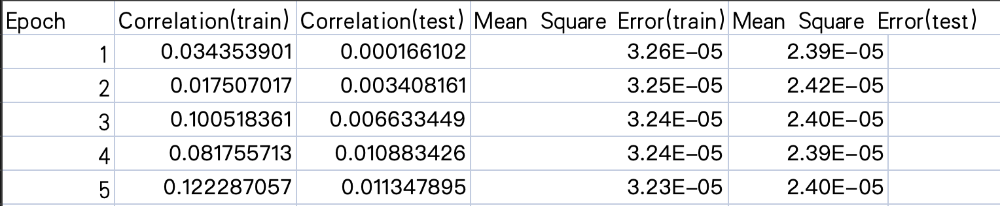 Epoch Correlation(train) Correlation(test) Mean Square Error(train) Mean Square Error(test)
1 0.034353901 0.000166102 3.26E-05 2.39E-05
2 0.017507017 0.003408161 3.25E-05 2.42E-05
3 0.100518361 0.006633449 3.24E-05 2.40E-05
4 0.081755713 0.010883426 3.24E-05 2.39E-05
5 0.122287057 0.011347895 3.23E-05 2.40E-05